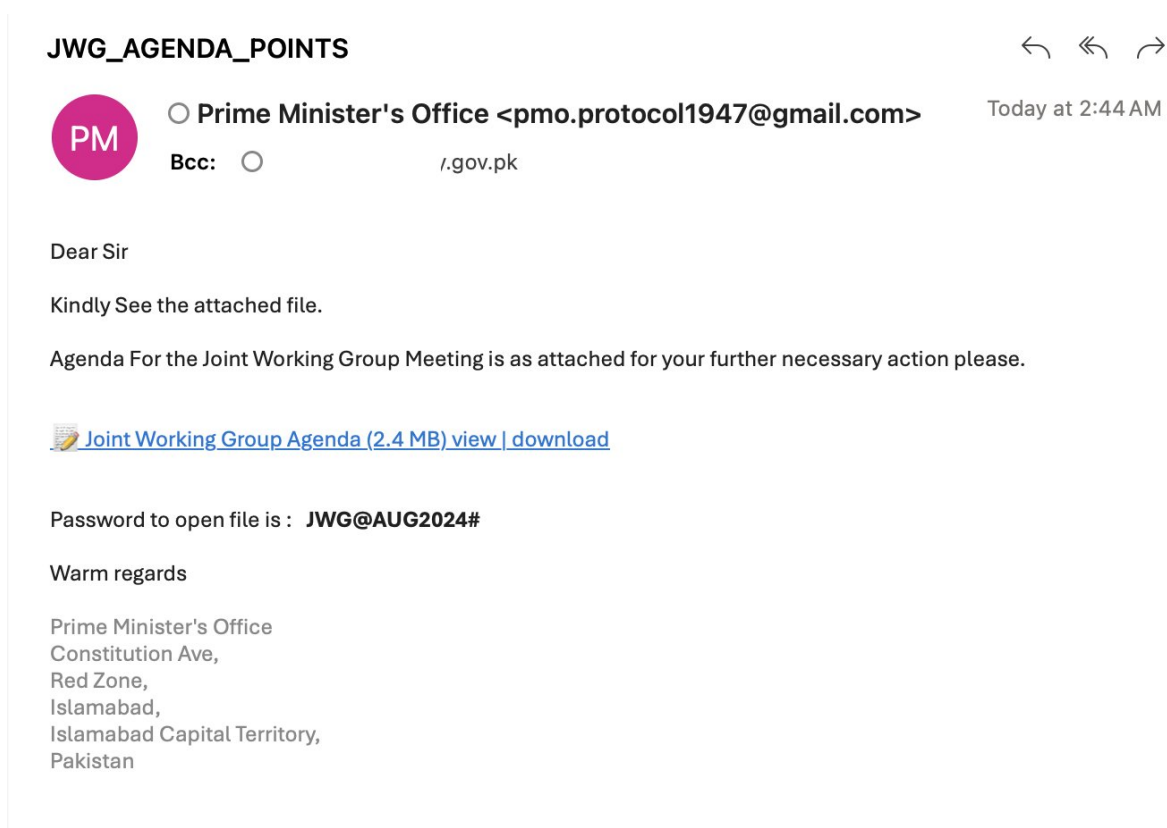 JWG_AGENDA_POINTS
PM
Prime Minister's Office <pmo.protocol1947@gmail.com>
Today at 2:44 AM
Bcc:
.gov.pk
Dear Sir
Kindly See the attached file.
Agenda For the Joint Working Group Meeting is as attached for your further necessary action please.
Joint Working Group Agenda (2.4 MB) view | download
Password to open file is : JWG@AUG2024#
Warm regards
Prime Minister's Office
Constitution Ave,
Red Zone,
Islamabad,
Islamabad Capital Territory,
Pakistan